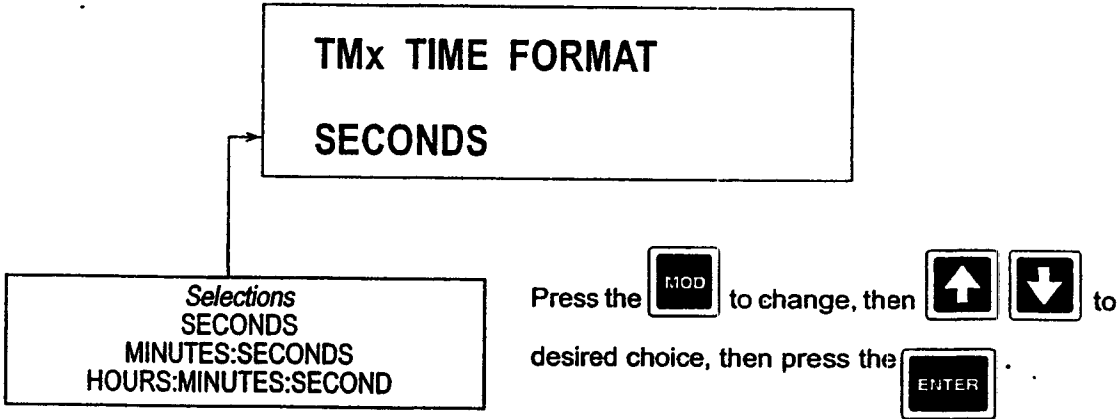 TMx TIME FORMAT
SECONDS
Selections
SECONDS
MINUTES:SECONDS
HOURS:MINUTES:SECOND
Press the MOD to change, then to
desired choice, then press the ENTER .